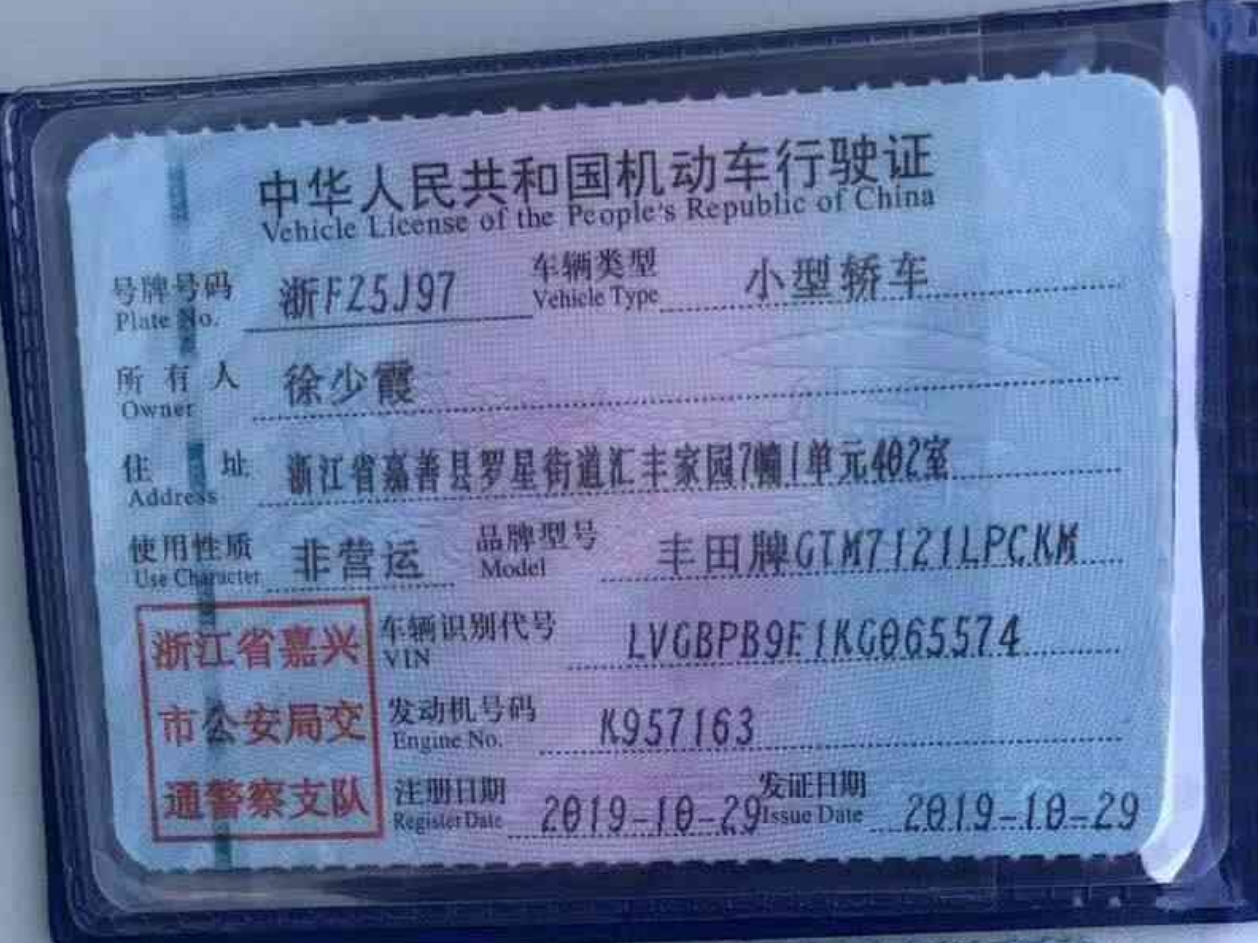 中华人民共和国机动车行驶证
Vehicle License of the People's Republic of China
号牌号码 浙FZ5J97 车辆类型 小型轿车
Plate No. Vehicle Type
所有人 徐少霞
Owner
住址 浙江省嘉善县罗星街道汇丰家园7幢1单元402室
Address
使用性质 非营运 品牌型号 丰田牌GTM7121LPCKM
Use Character Model
浙江省嘉兴 车辆识别代号 LVGBPB9E1KG065574
VIN
市公安局交 发动机号码 K957163
Engine No.
通警察支队 注册日期 2019-10-29 发证日期 2019-10-29
Register Date Issue Date